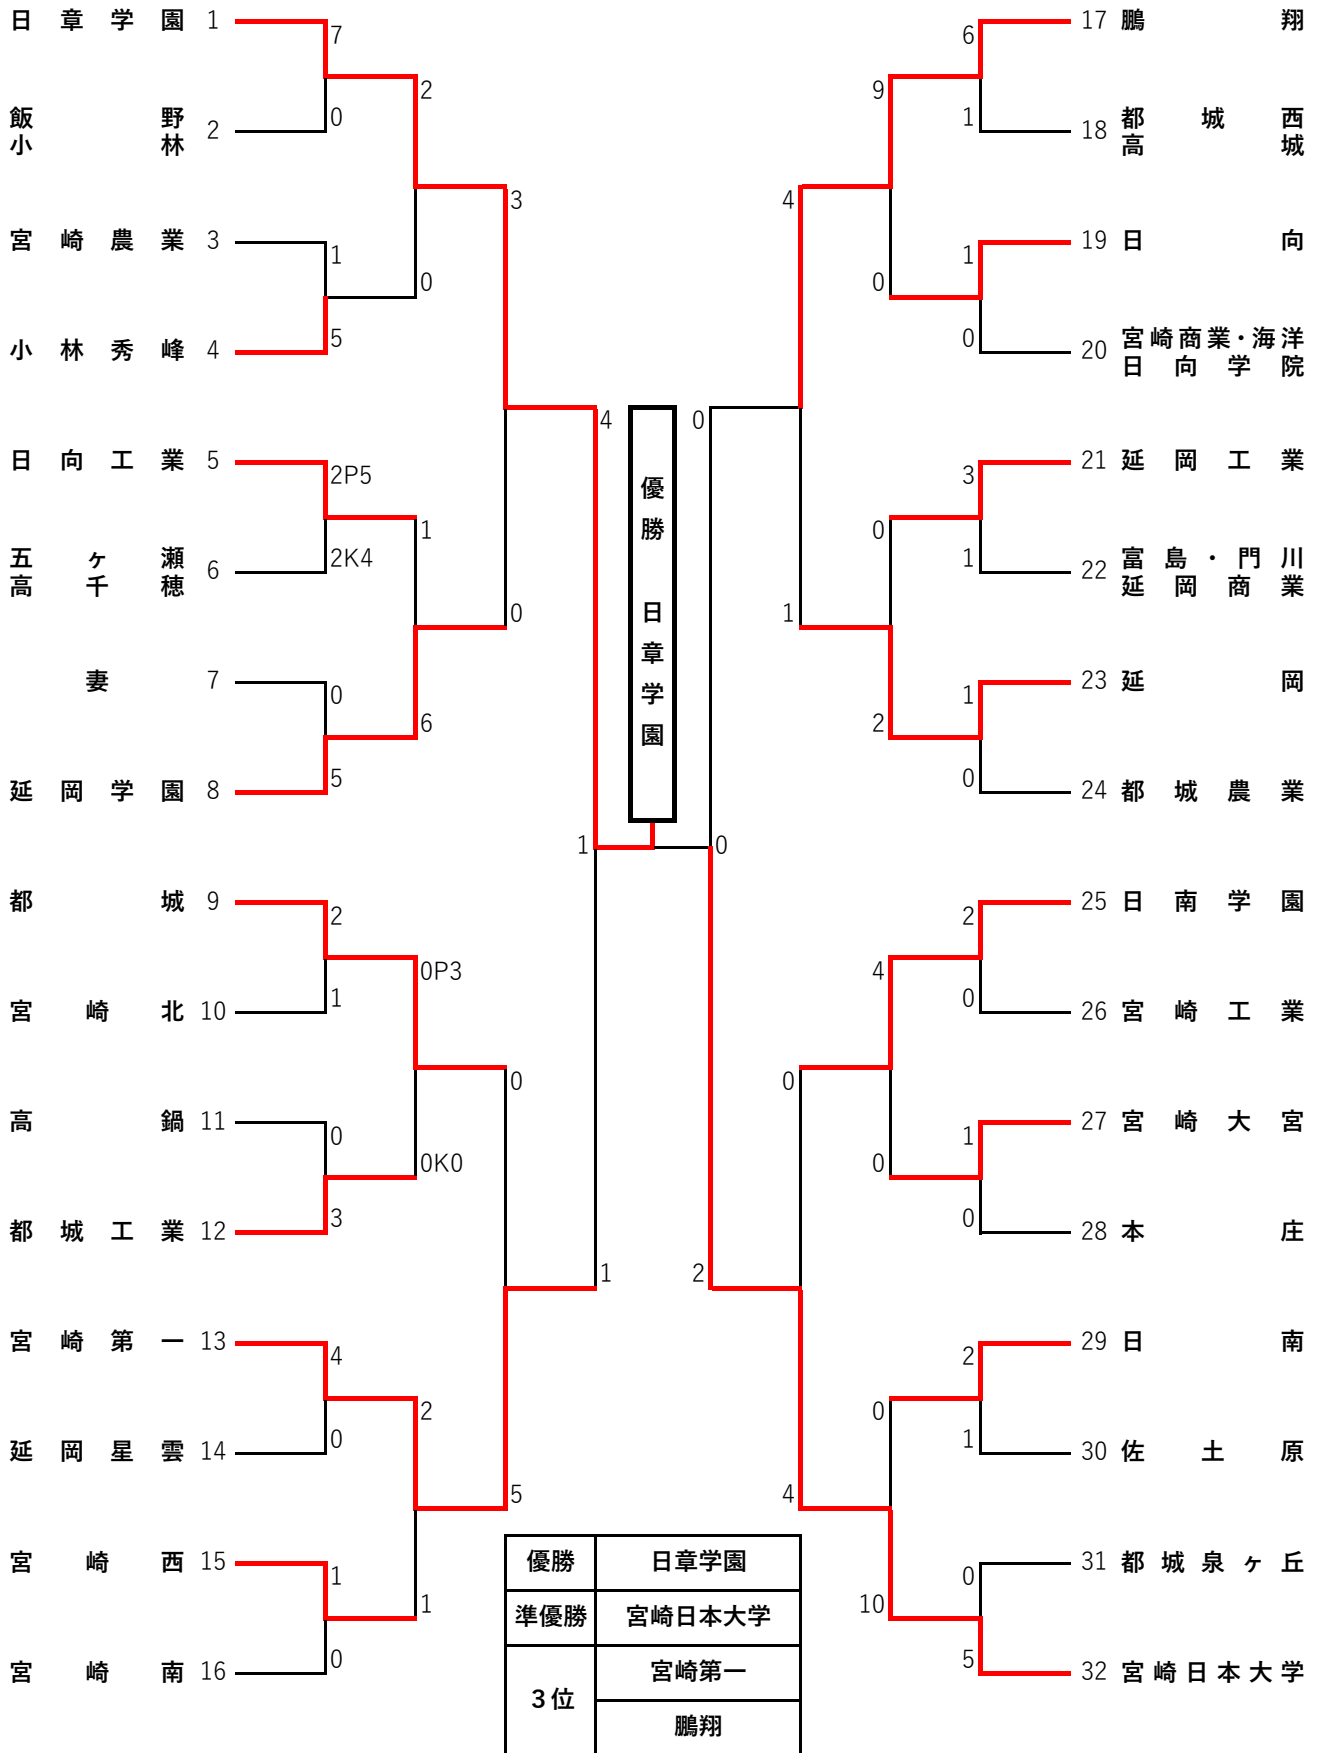 日章学園 1
7
0
飯野
小林 2
2
宮崎農業 3
1
5
0
小林秀峰 4
3
日向工業 5
2P5
2K4
五ヶ瀬
高千穂 6
1
妻 7
0
5
6
延岡学園 8
0
4
都城 9
2
1
宮崎北 10
0P3
高鍋 11
0
3
0K0
都城工業 12
0
宮崎第一 13
4
0
延岡星雲 14
2
宮崎西 15
1
0
1
宮崎南 16
5
1
優勝 日章学園
1
0
17 鵬翔
6
1
18 都城西
高城
9
19 日向
1
0
0
20 宮崎商業・海洋
日向学院
4
21 延岡工業
3
1
22 富島・門川
延岡商業
0
23 延岡
1
0
2
24 都城農業
1
0
25 日南学園
2
0
26 宮崎工業
4
27 宮崎大宮
1
0
0
28 本庄
0
29 日南
2
1
30 佐土原
0
31 都城泉ヶ丘
0
5
10
32 宮崎日本大学
4
2
優勝 日章学園
準優勝 宮崎日本大学
3位 宮崎第一
鵬翔